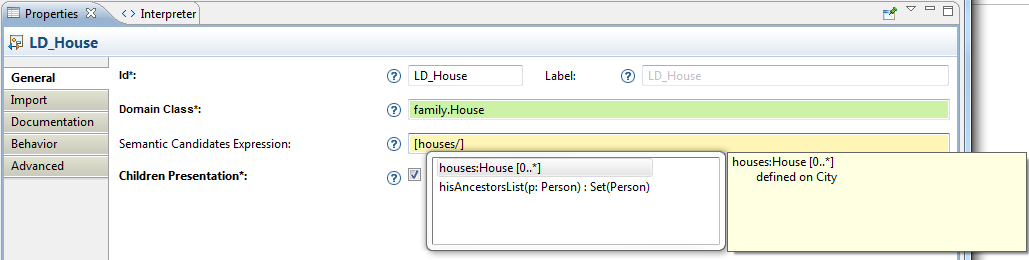 Properties Interpreter
LD_House
General
Import
Documentation
Behavior
Advanced
Id*: ? LD_House Label: ? LD_House
Domain Class*: ? family.House
Semantic Candidates Expression: ? [houses/]
Children Presentation*: ?
houses:House [0..*]
hisAncestorsList(p: Person) : Set(Person)
houses:House [0..*]
defined on City